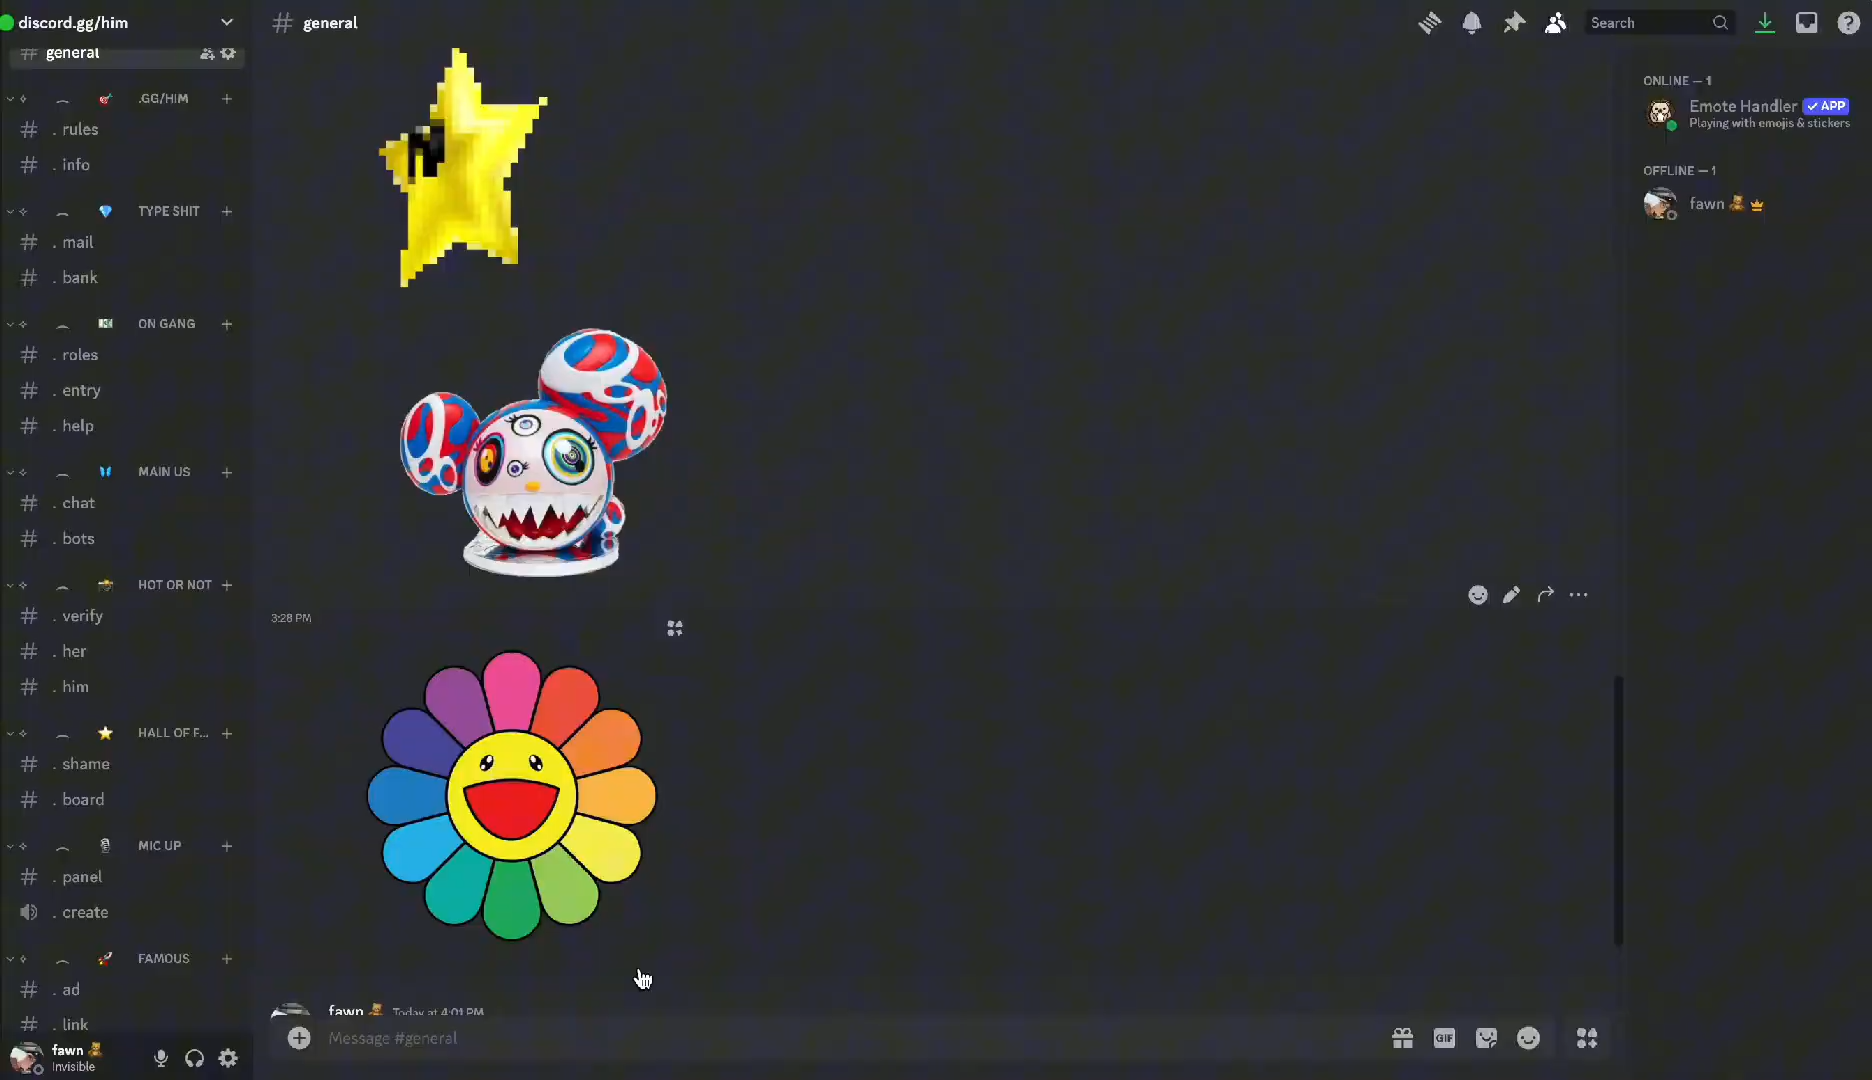 discord.gg/him
general
.GG/HIM
. rules
. info
TYPE SHIT
. mail
. bank
ON GANG
. roles
. entry
. help
MAIN US
. chat
. bots
HOT OR NOT
. verify
. her
. him
HALL OF F...
. shame
. board
MIC UP
. panel
. create
FAMOUS
. ad
. link
fawn
Invisible
general
Search
3:28 PM
fawn Today at 4:01 PM
Message #general
GIF
ONLINE — 1
Emote Handler APP
Playing with emojis & stickers
OFFLINE — 1
fawn